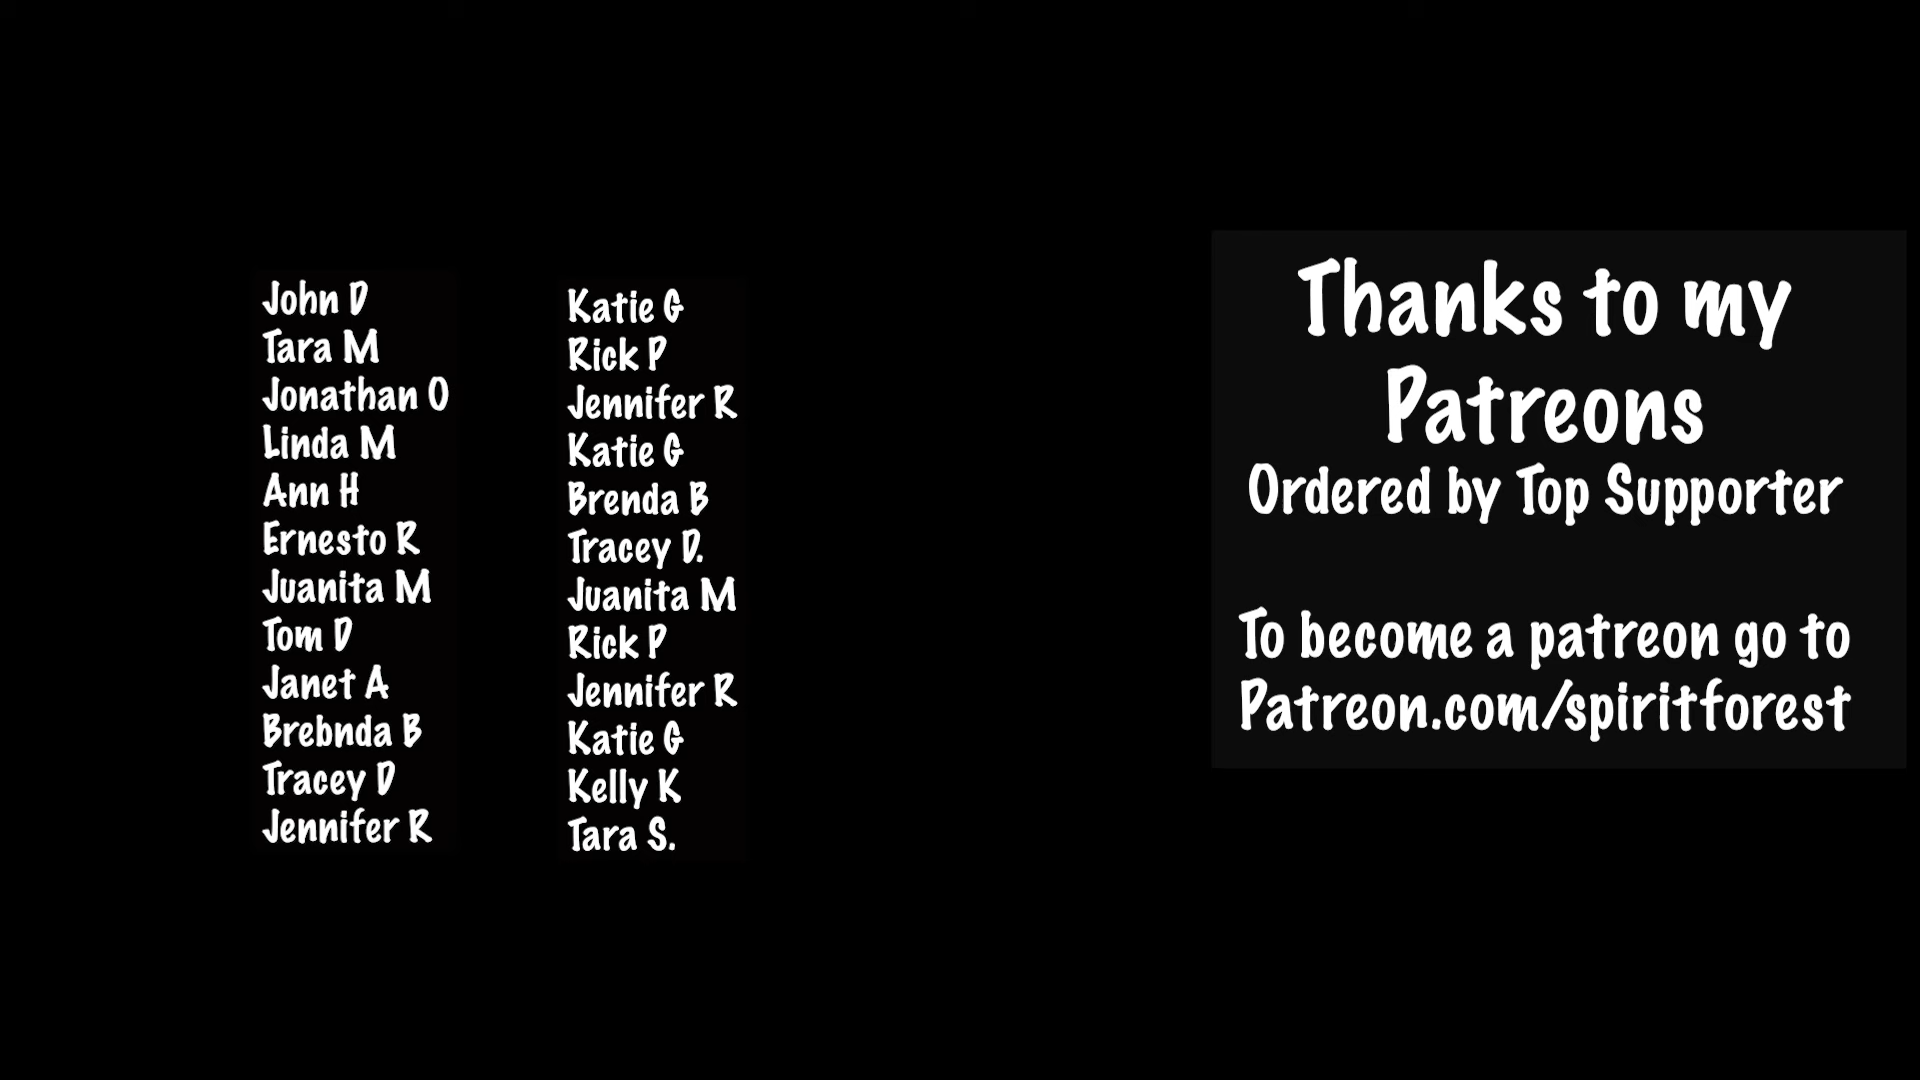 John D
Tara M
Jonathan O
Linda M
Ann H
Ernesto R
Juanita M
Tom D
Janet A
Brebnda B
Tracey D
Jennifer R
Katie G
Rick P
Jennifer R
Katie G
Brenda B
Tracey D.
Juanita M
Rick P
Jennifer R
Katie G
Kelly K
Tara S.
Thanks to my
Patreons
Ordered by Top Supporter
To become a patreon go to
Patreon.com/spiritforest